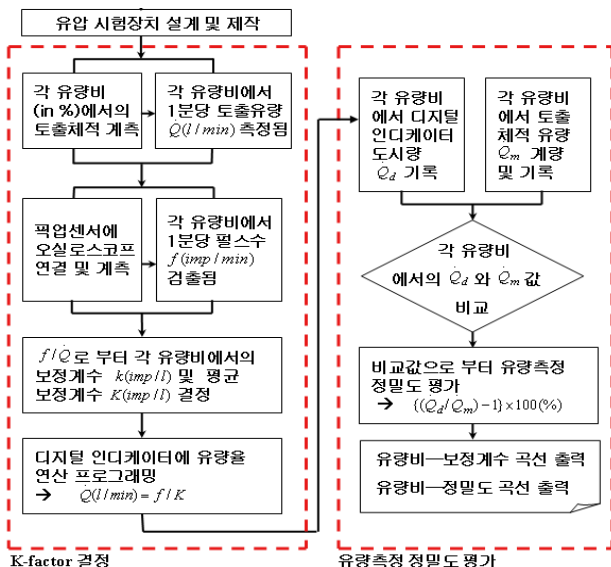 유압 시험장치 설계 및 제작
각 유량비
(in %)에서의
토출체적 계측
각 유량비에서
1분당 토출유량
Q̇(l/min) 측정됨
픽업센서에
오실로스코프
연결 및 계측
각 유량비에서
1분당 펄스수
f(imp/min)
검출됨
f/Q̇로 부터 각 유량비에서의
보정계수 k(imp/l) 및 평균
보정계수 K(imp/l) 결정
디지털 인디케이터에 유량율
연산 프로그래밍
→ Q̇(l/min) = f/K
K-factor 결정
각 유량비
에서 디지털
인디케이터
도시량
Q̇d 기록
각 유량비
에서 토출
체적 유량
Q̇m 계량
및 기록
각 유량비
에서의 Q̇d 와 Q̇m 값
비교
비교값으로 부터 유량측정
정밀도 평가
→ {(Q̇d/Q̇m)−1}×100(%)
유량비—보정계수 곡선 출력
유량비—정밀도 곡선 출력
유량측정 정밀도 평가